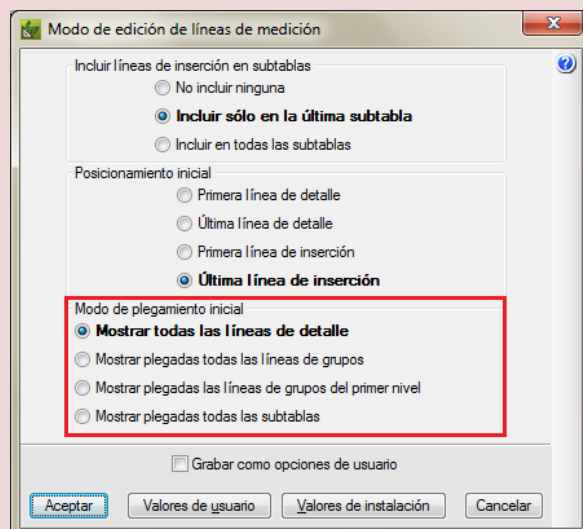 Modo de edición de líneas de medición
Incluir líneas de inserción en subtablas
No incluir ninguna
Incluir sólo en la última subtabla
Incluir en todas las subtablas
Posicionamiento inicial
Primera línea de detalle
Última línea de detalle
Primera línea de inserción
Última línea de inserción
Modo de plegamiento inicial
Mostrar todas las líneas de detalle
Mostrar plegadas todas las líneas de grupos
Mostrar plegadas las líneas de grupos del primer nivel
Mostrar plegadas todas las subtablas
Grabar como opciones de usuario
Aceptar Valores de usuario Valores de instalación Cancelar